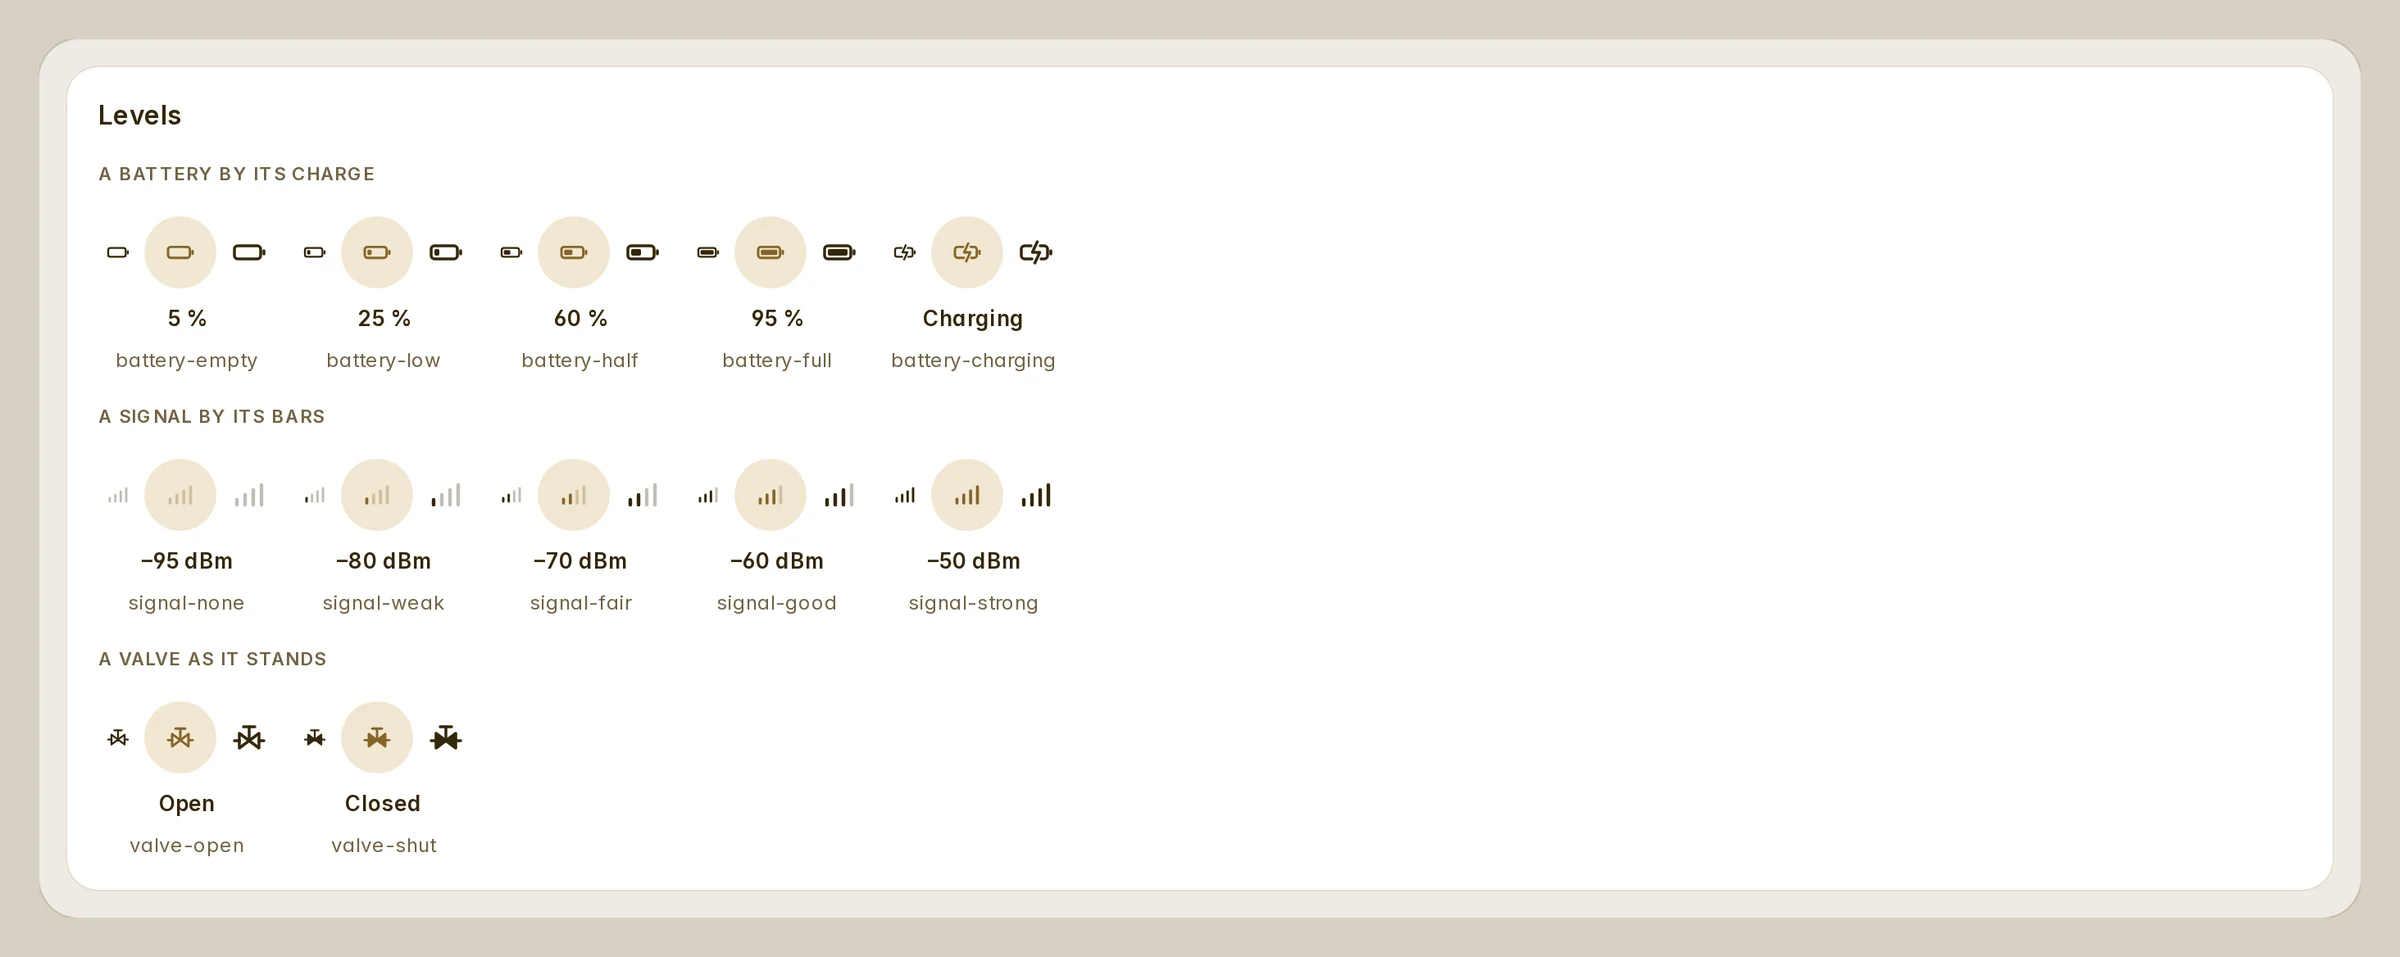 Levels
A BATTERY BY ITS CHARGE
5 % 25 % 60 % 95 % Charging
battery-empty battery-low battery-half battery-full battery-charging
A SIGNAL BY ITS BARS
−95 dBm −80 dBm −70 dBm −60 dBm −50 dBm
signal-none signal-weak signal-fair signal-good signal-strong
A VALVE AS IT STANDS
Open Closed
valve-open valve-shut